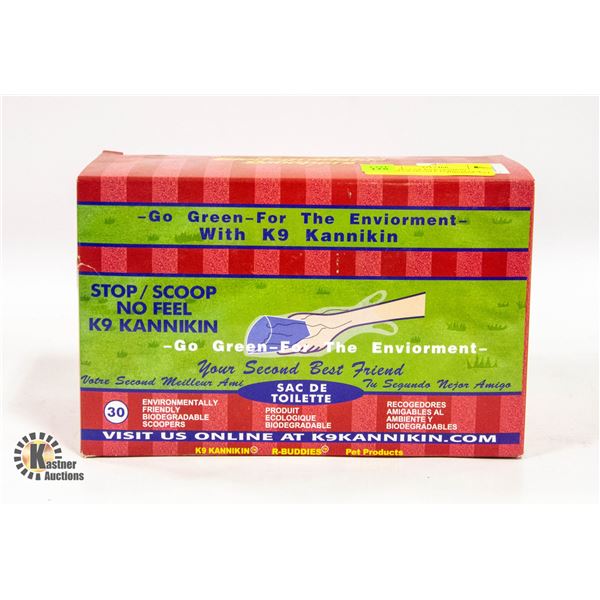 –Go Green–For The Enviorment–
With K9 Kannikin
STOP/SCOOP
NO FEEL
K9 KANNIKIN
–Go Green–For The Enviorment–
Your Second Best Friend
Votre Second Meilleur Ami
SAC DE
TOILETTE
Tu Segundo Nejor Amigo
30
ENVIRONMENTALLY
FRIENDLY
BIODEGRADABLE
SCOOPERS
PRODUIT
ECOLOGIQUE
BIODEGRADABLE
RECOGEDORES
AMIGABLES AL
AMBIENTE Y
BIODEGRADABLES
VISIT US ONLINE AT K9KANNIKIN.COM
K9 KANNIKIN R-BUDDIES Pet Products
Kastner
Auctions